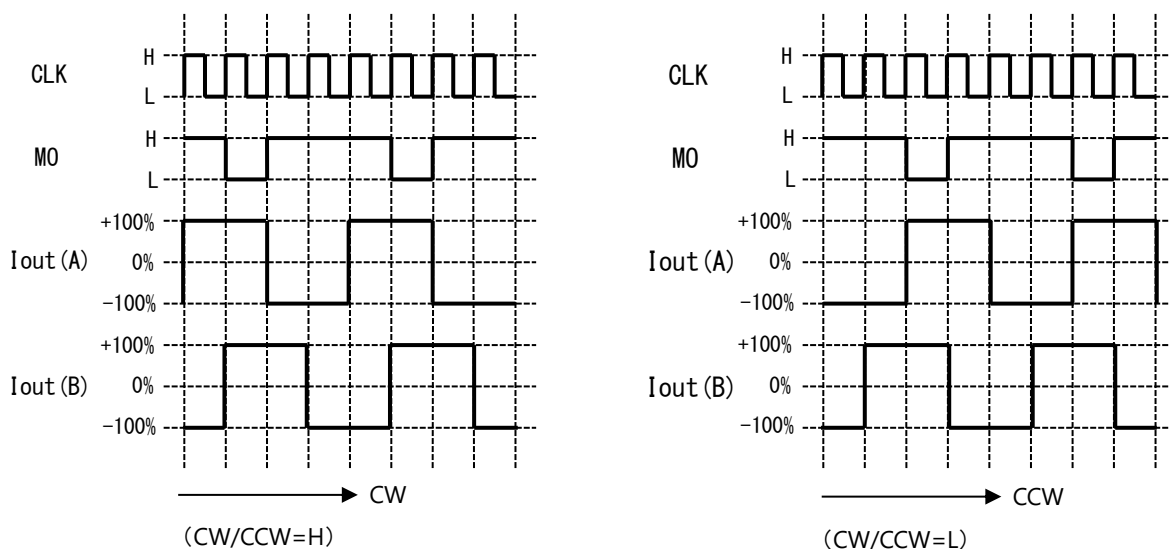 CLK
H
L
MO
H
L
Iout(A)
+100%
0%
-100%
Iout(B)
+100%
0%
-100%
CW
(CW/CCW=H)
CLK
H
L
MO
H
L
Iout(A)
+100%
0%
-100%
Iout(B)
+100%
0%
-100%
CCW
(CW/CCW=L)